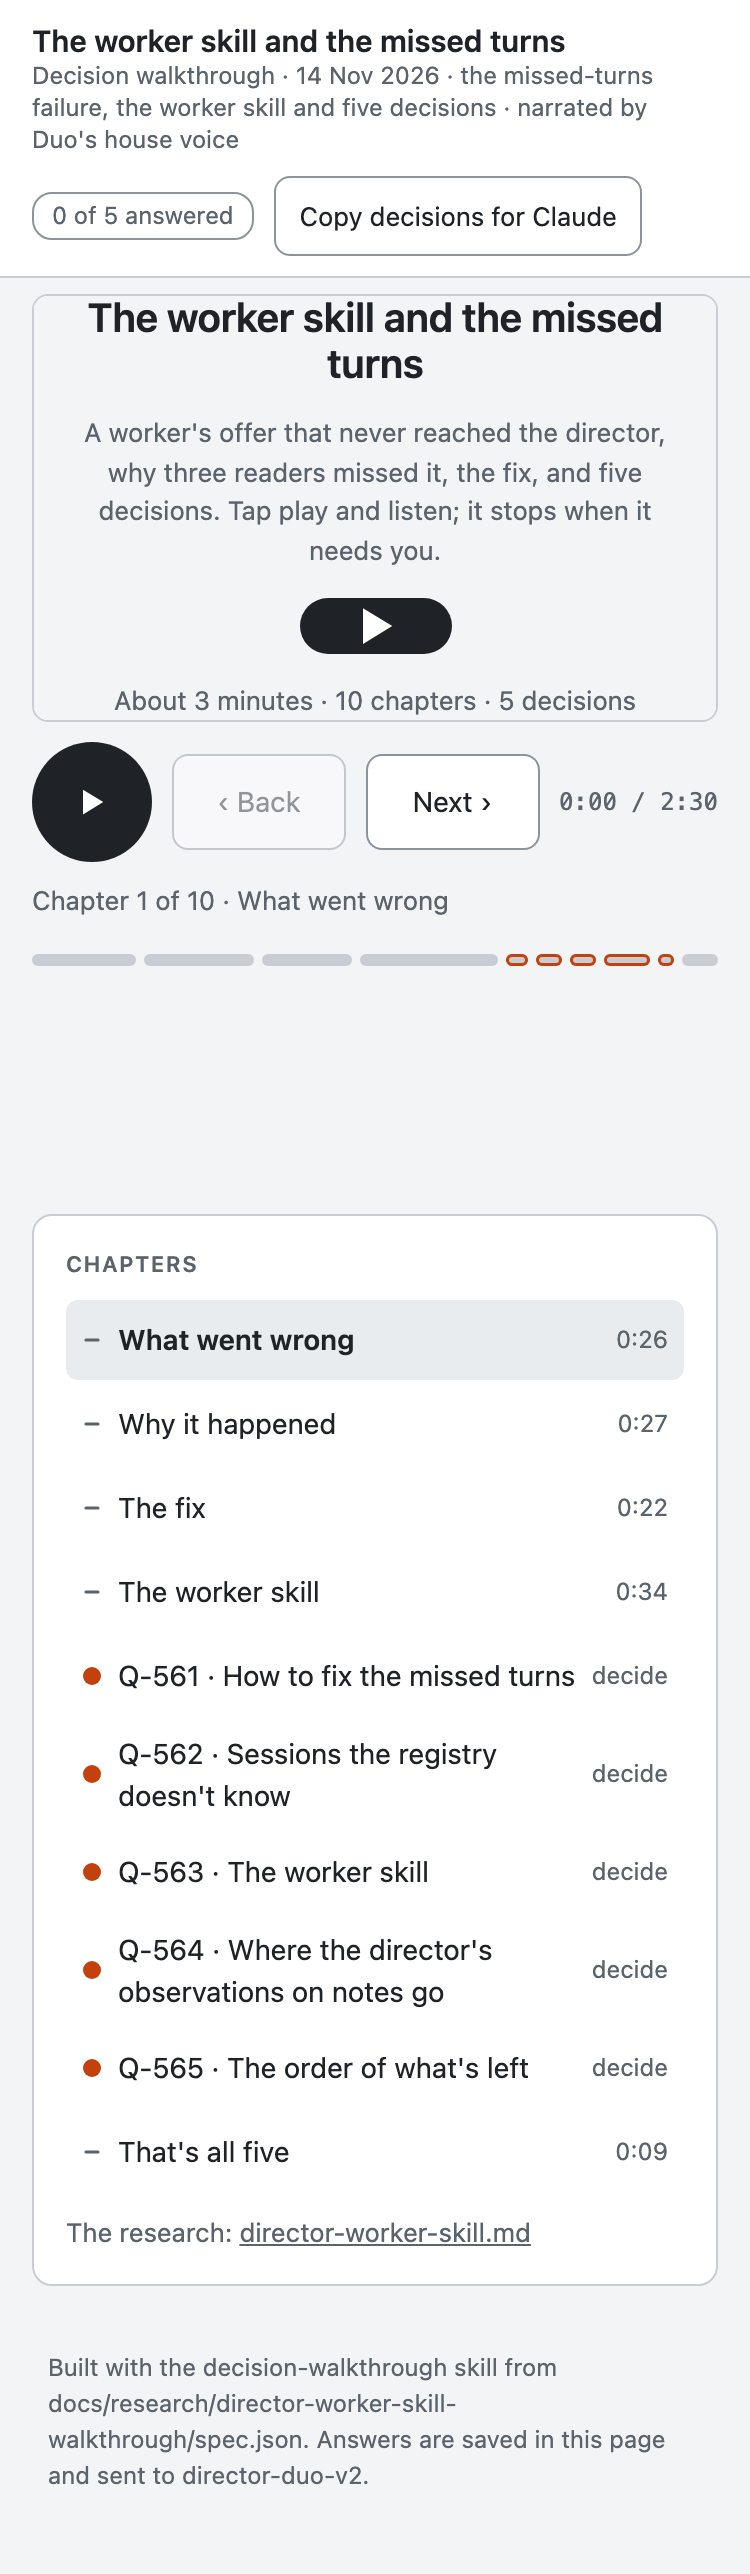 The worker skill and the missed turns
Decision walkthrough · 14 Nov 2026 · the missed-turns
failure, the worker skill and five decisions · narrated by
Duo's house voice
0 of 5 answered
Copy decisions for Claude
The worker skill and the missed
turns
A worker's offer that never reached the director,
why three readers missed it, the fix, and five
decisions. Tap play and listen; it stops when it
needs you.
About 3 minutes · 10 chapters · 5 decisions
‹ Back
Next ›
0:00 / 2:30
Chapter 1 of 10 · What went wrong
CHAPTERS
– What went wrong 0:26
– Why it happened 0:27
– The fix 0:22
– The worker skill 0:34
Q-561 · How to fix the missed turns decide
Q-562 · Sessions the registry
doesn't know decide
Q-563 · The worker skill decide
Q-564 · Where the director's
observations on notes go decide
Q-565 · The order of what's left decide
– That's all five 0:09
The research: director-worker-skill.md
Built with the decision-walkthrough skill from
docs/research/director-worker-skill-
walkthrough/spec.json. Answers are saved in this page
and sent to director-duo-v2.